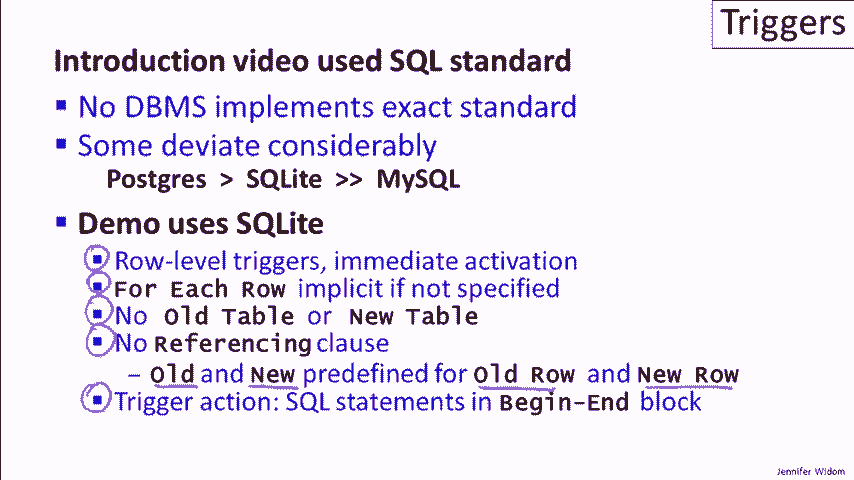 Triggers
Introduction video used SQL standard
▪ No DBMS implements exact standard
▪ Some deviate considerably
Postgres > SQLite >> MySQL
▪ Demo uses SQLite
▪ Row-level triggers, immediate activation
▪ For Each Row implicit if not specified
▪ No Old Table or New Table
▪ No Referencing clause
– Old and New predefined for Old Row and New Row
▪ Trigger action: SQL statements in Begin-End block
Jennifer Widom